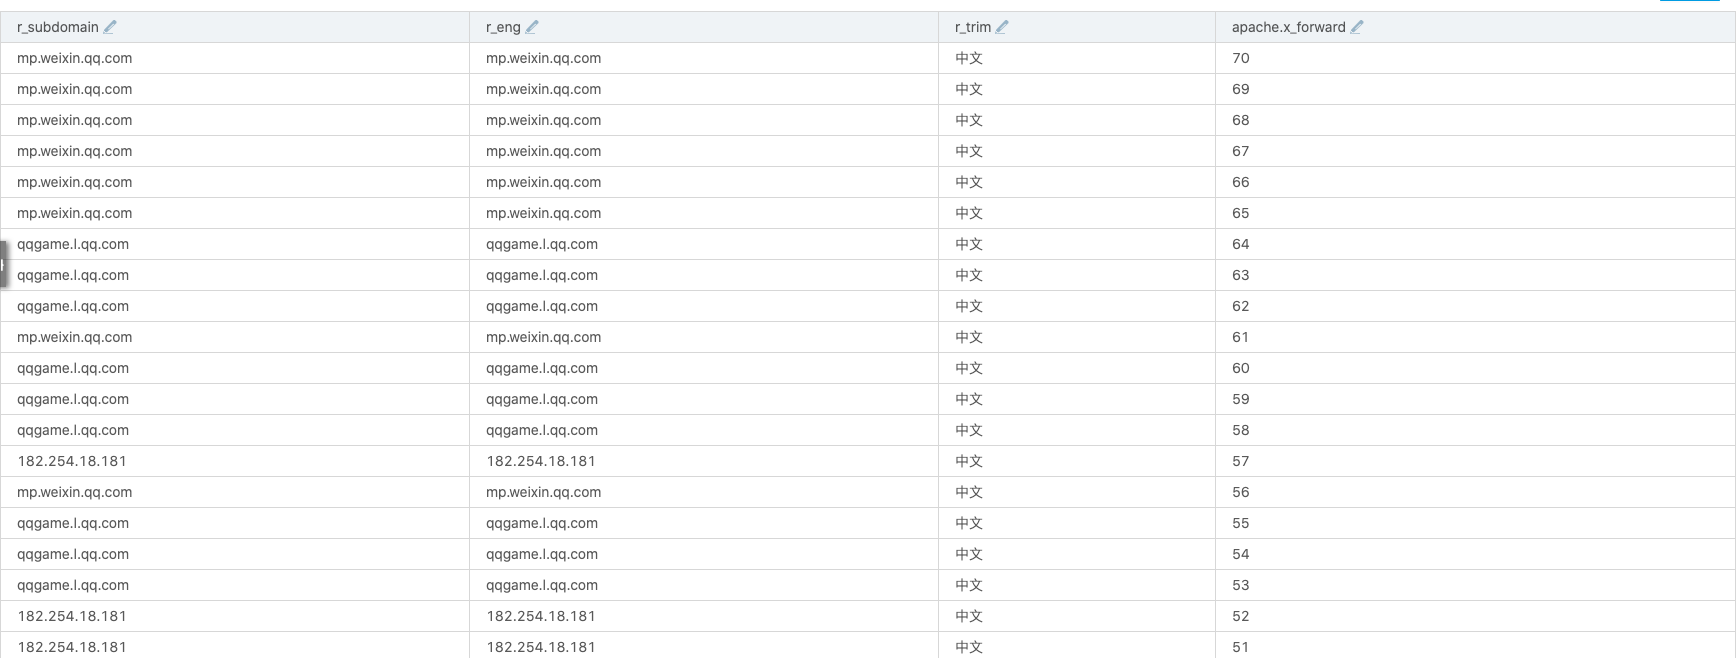 r_subdomain r_eng r_trim apache.x_forward
mp.weixin.qq.com mp.weixin.qq.com 中文 70
mp.weixin.qq.com mp.weixin.qq.com 中文 69
mp.weixin.qq.com mp.weixin.qq.com 中文 68
mp.weixin.qq.com mp.weixin.qq.com 中文 67
mp.weixin.qq.com mp.weixin.qq.com 中文 66
mp.weixin.qq.com mp.weixin.qq.com 中文 65
qqgame.l.qq.com qqgame.l.qq.com 中文 64
qqgame.l.qq.com qqgame.l.qq.com 中文 63
qqgame.l.qq.com qqgame.l.qq.com 中文 62
mp.weixin.qq.com mp.weixin.qq.com 中文 61
qqgame.l.qq.com qqgame.l.qq.com 中文 60
qqgame.l.qq.com qqgame.l.qq.com 中文 59
qqgame.l.qq.com qqgame.l.qq.com 中文 58
182.254.18.181 182.254.18.181 中文 57
mp.weixin.qq.com mp.weixin.qq.com 中文 56
qqgame.l.qq.com qqgame.l.qq.com 中文 55
qqgame.l.qq.com qqgame.l.qq.com 中文 54
qqgame.l.qq.com qqgame.l.qq.com 中文 53
182.254.18.181 182.254.18.181 中文 52
182.254.18.181 182.254.18.181 中文 51